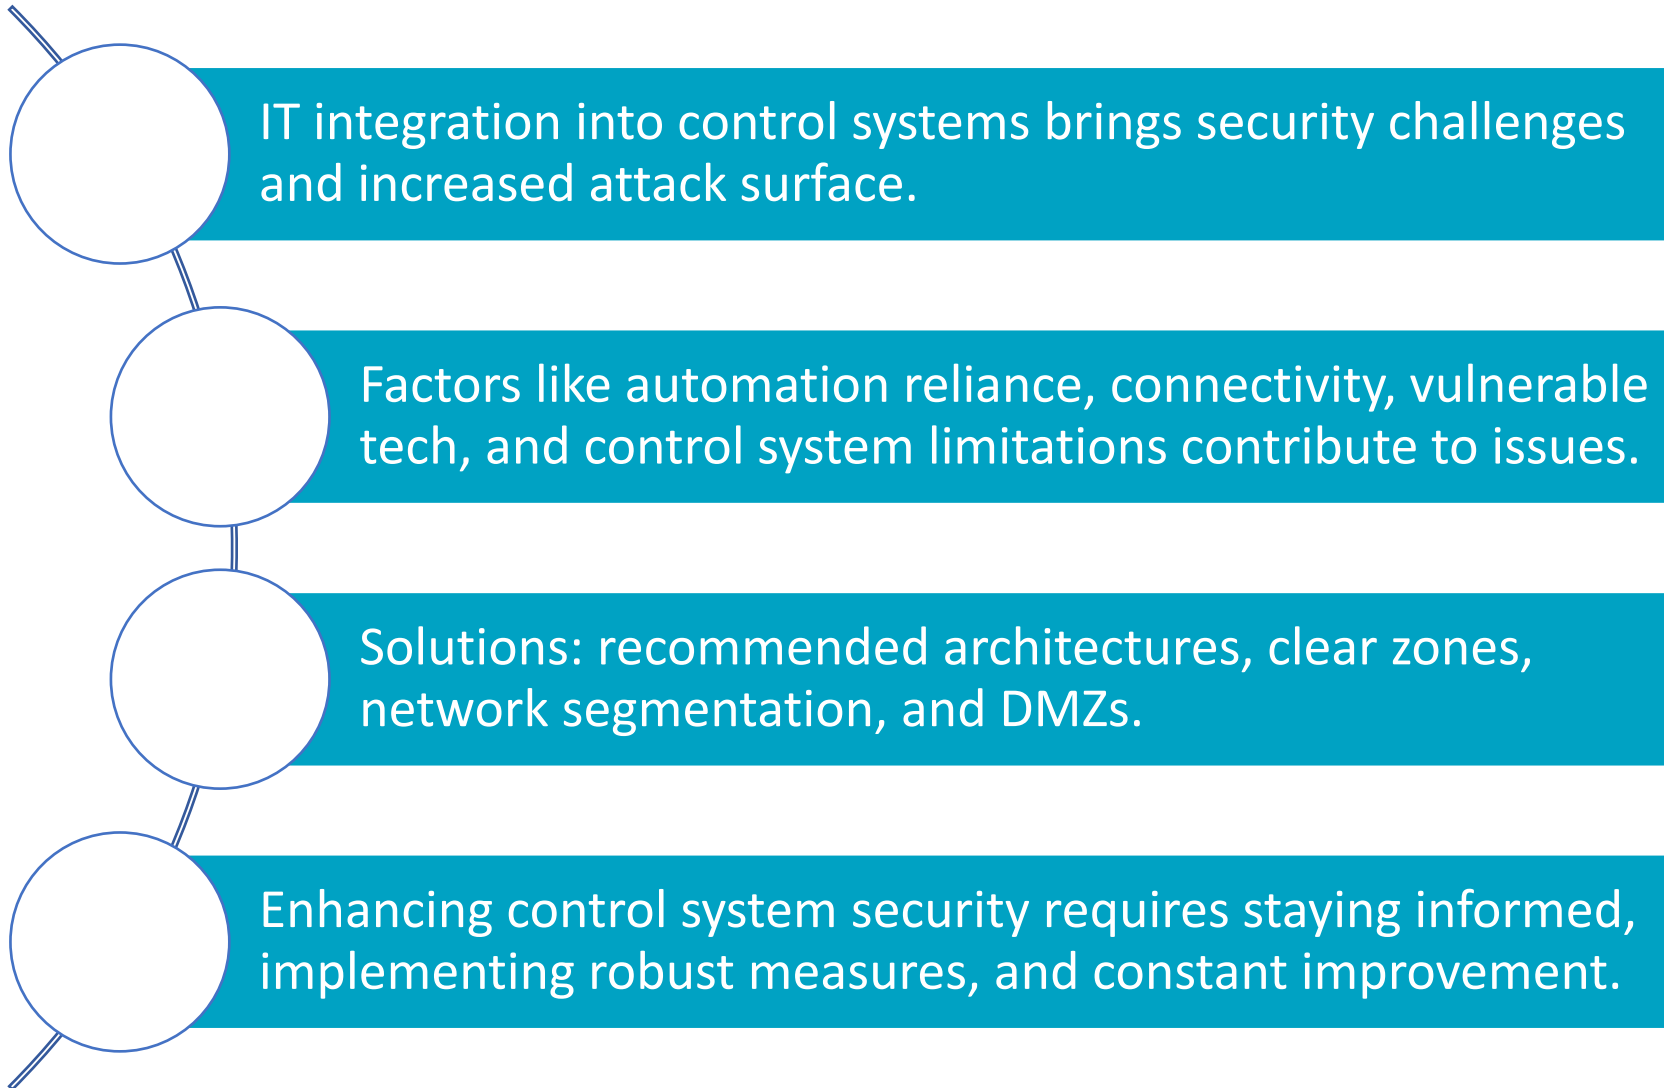 IT integration into control systems brings security challenges
and increased attack surface.
Factors like automation reliance, connectivity, vulnerable
tech, and control system limitations contribute to issues.
Solutions: recommended architectures, clear zones,
network segmentation, and DMZs.
Enhancing control system security requires staying informed,
implementing robust measures, and constant improvement.